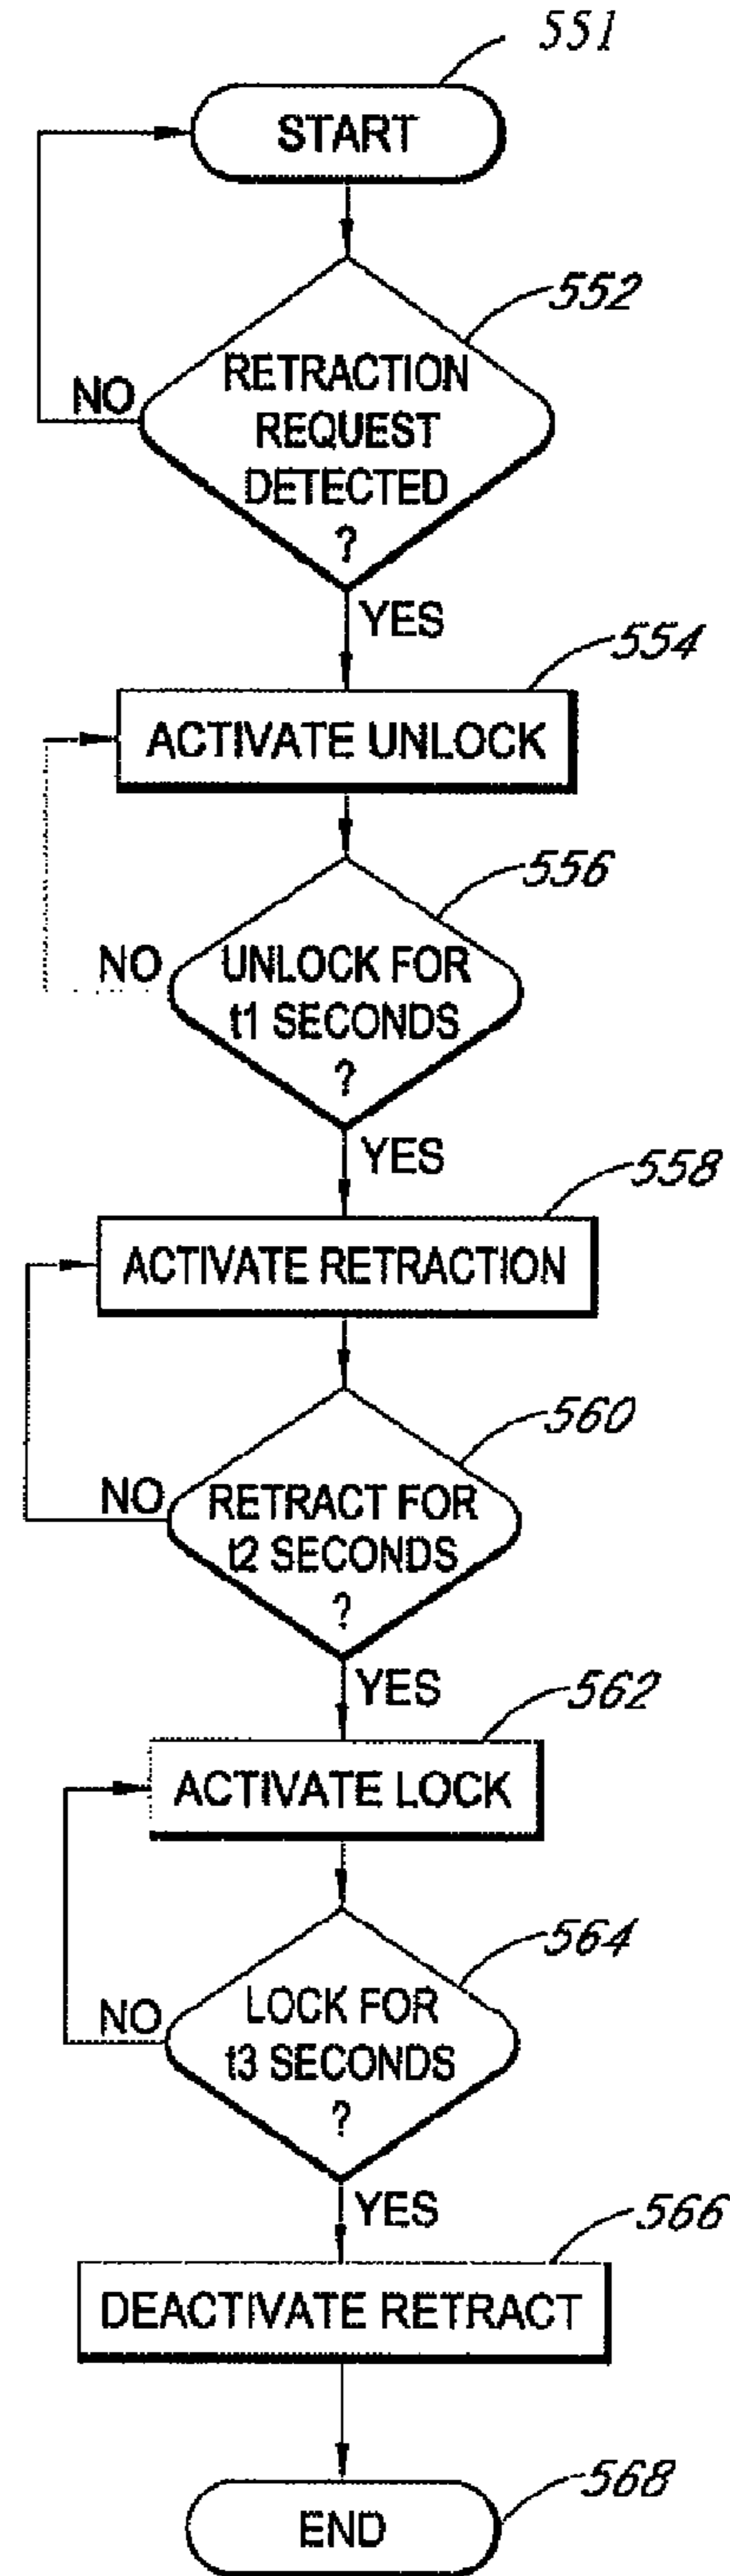 551
START
552
NO
RETRACTION
REQUEST
DETECTED
?
YES
554
ACTIVATE UNLOCK
556
NO
UNLOCK FOR
t1 SECONDS
?
YES
558
ACTIVATE RETRACTION
560
NO
RETRACT FOR
t2 SECONDS
?
YES
562
ACTIVATE LOCK
564
NO
LOCK FOR
t3 SECONDS
?
YES
566
DEACTIVATE RETRACT
568
END